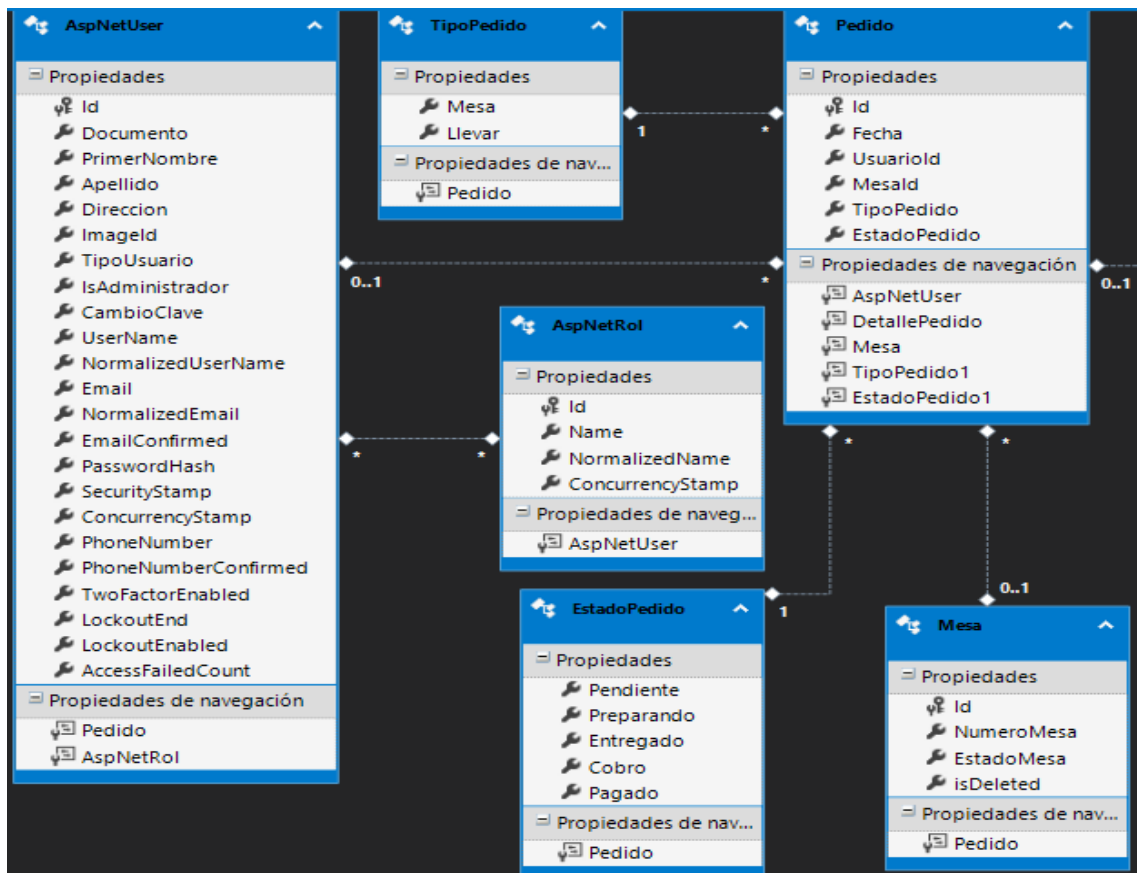 AspNetUser
Propiedades
Id
Documento
PrimerNombre
Apellido
Direccion
ImageId
TipoUsuario
IsAdministrador
CambioClave
UserName
NormalizedUserName
Email
NormalizedEmail
EmailConfirmed
PasswordHash
SecurityStamp
ConcurrencyStamp
PhoneNumber
PhoneNumberConfirmed
TwoFactorEnabled
LockoutEnd
LockoutEnabled
AccessFailedCount
Propiedades de navegación
Pedido
AspNetRol
TipoPedido
Propiedades
Mesa
Llevar
Propiedades de nav...
Pedido
1
*
0..1
*
Pedido
Propiedades
Id
Fecha
UsuarioId
MesaId
TipoPedido
EstadoPedido
Propiedades de navegación
AspNetUser
DetallePedido
Mesa
TipoPedido1
EstadoPedido1
0..1
AspNetRol
Propiedades
Id
Name
NormalizedName
ConcurrencyStamp
Propiedades de naveg...
AspNetUser
*
*
*
*
EstadoPedido
Propiedades
Pendiente
Preparando
Entregado
Cobro
Pagado
Propiedades de nav...
Pedido
1
0..1
Mesa
Propiedades
Id
NumeroMesa
EstadoMesa
isDeleted
Propiedades de nav...
Pedido